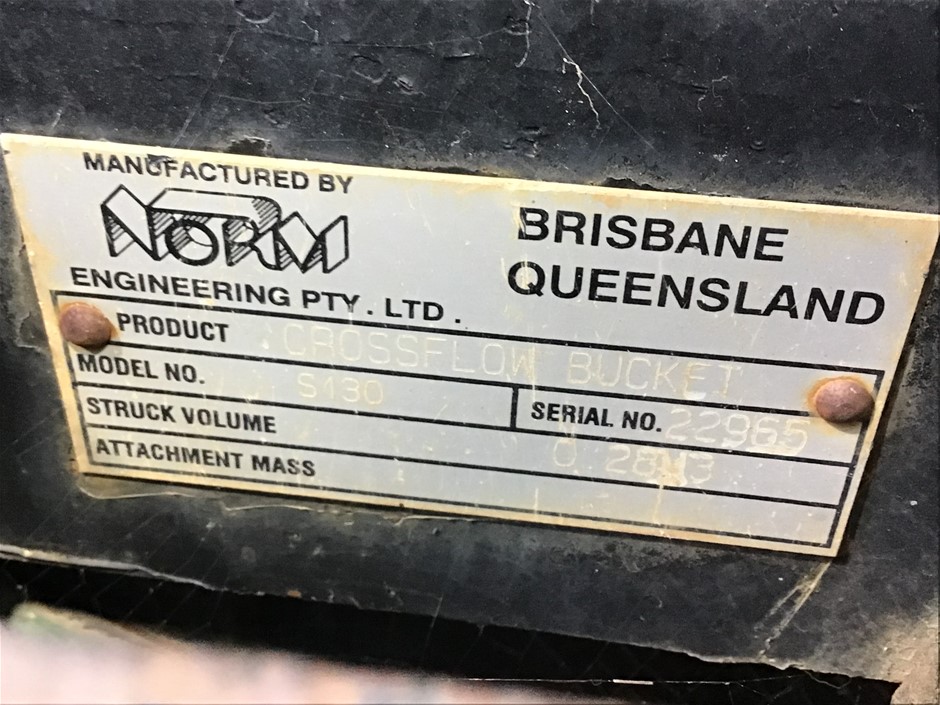 MANUFACTURED BY
NORM
ENGINEERING PTY. LTD.
BRISBANE
QUEENSLAND
PRODUCT CROSSFLOW BUCKET
MODEL NO. S130 SERIAL NO. 22965
STRUCK VOLUME 0.28M3
ATTACHMENT MASS